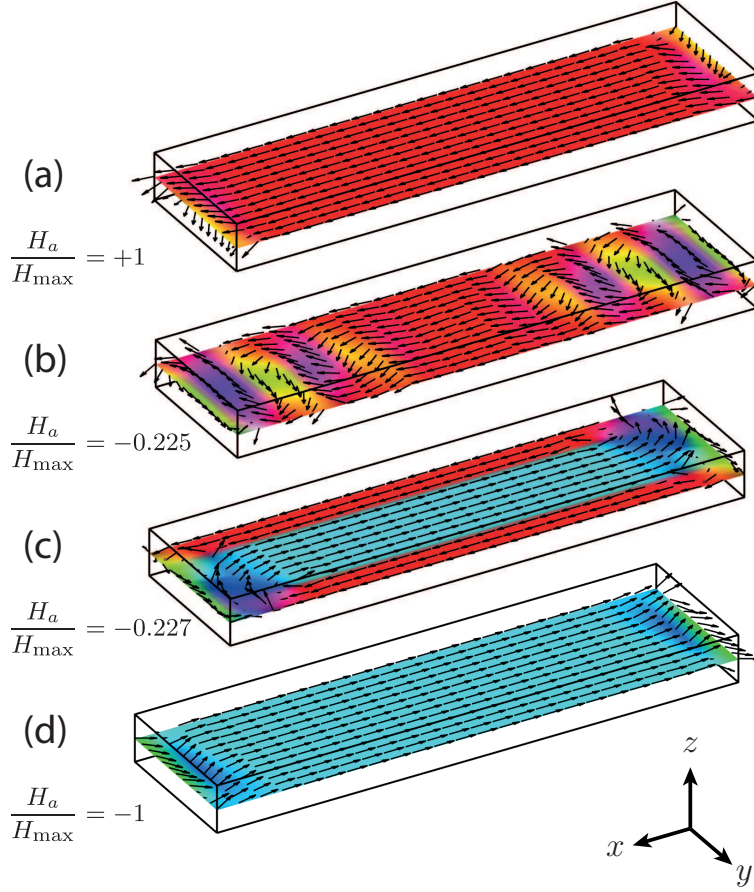 (a)
H_a / H_max = +1
(b)
H_a / H_max = −0.225
(c)
H_a / H_max = −0.227
(d)
H_a / H_max = −1
z
x
y